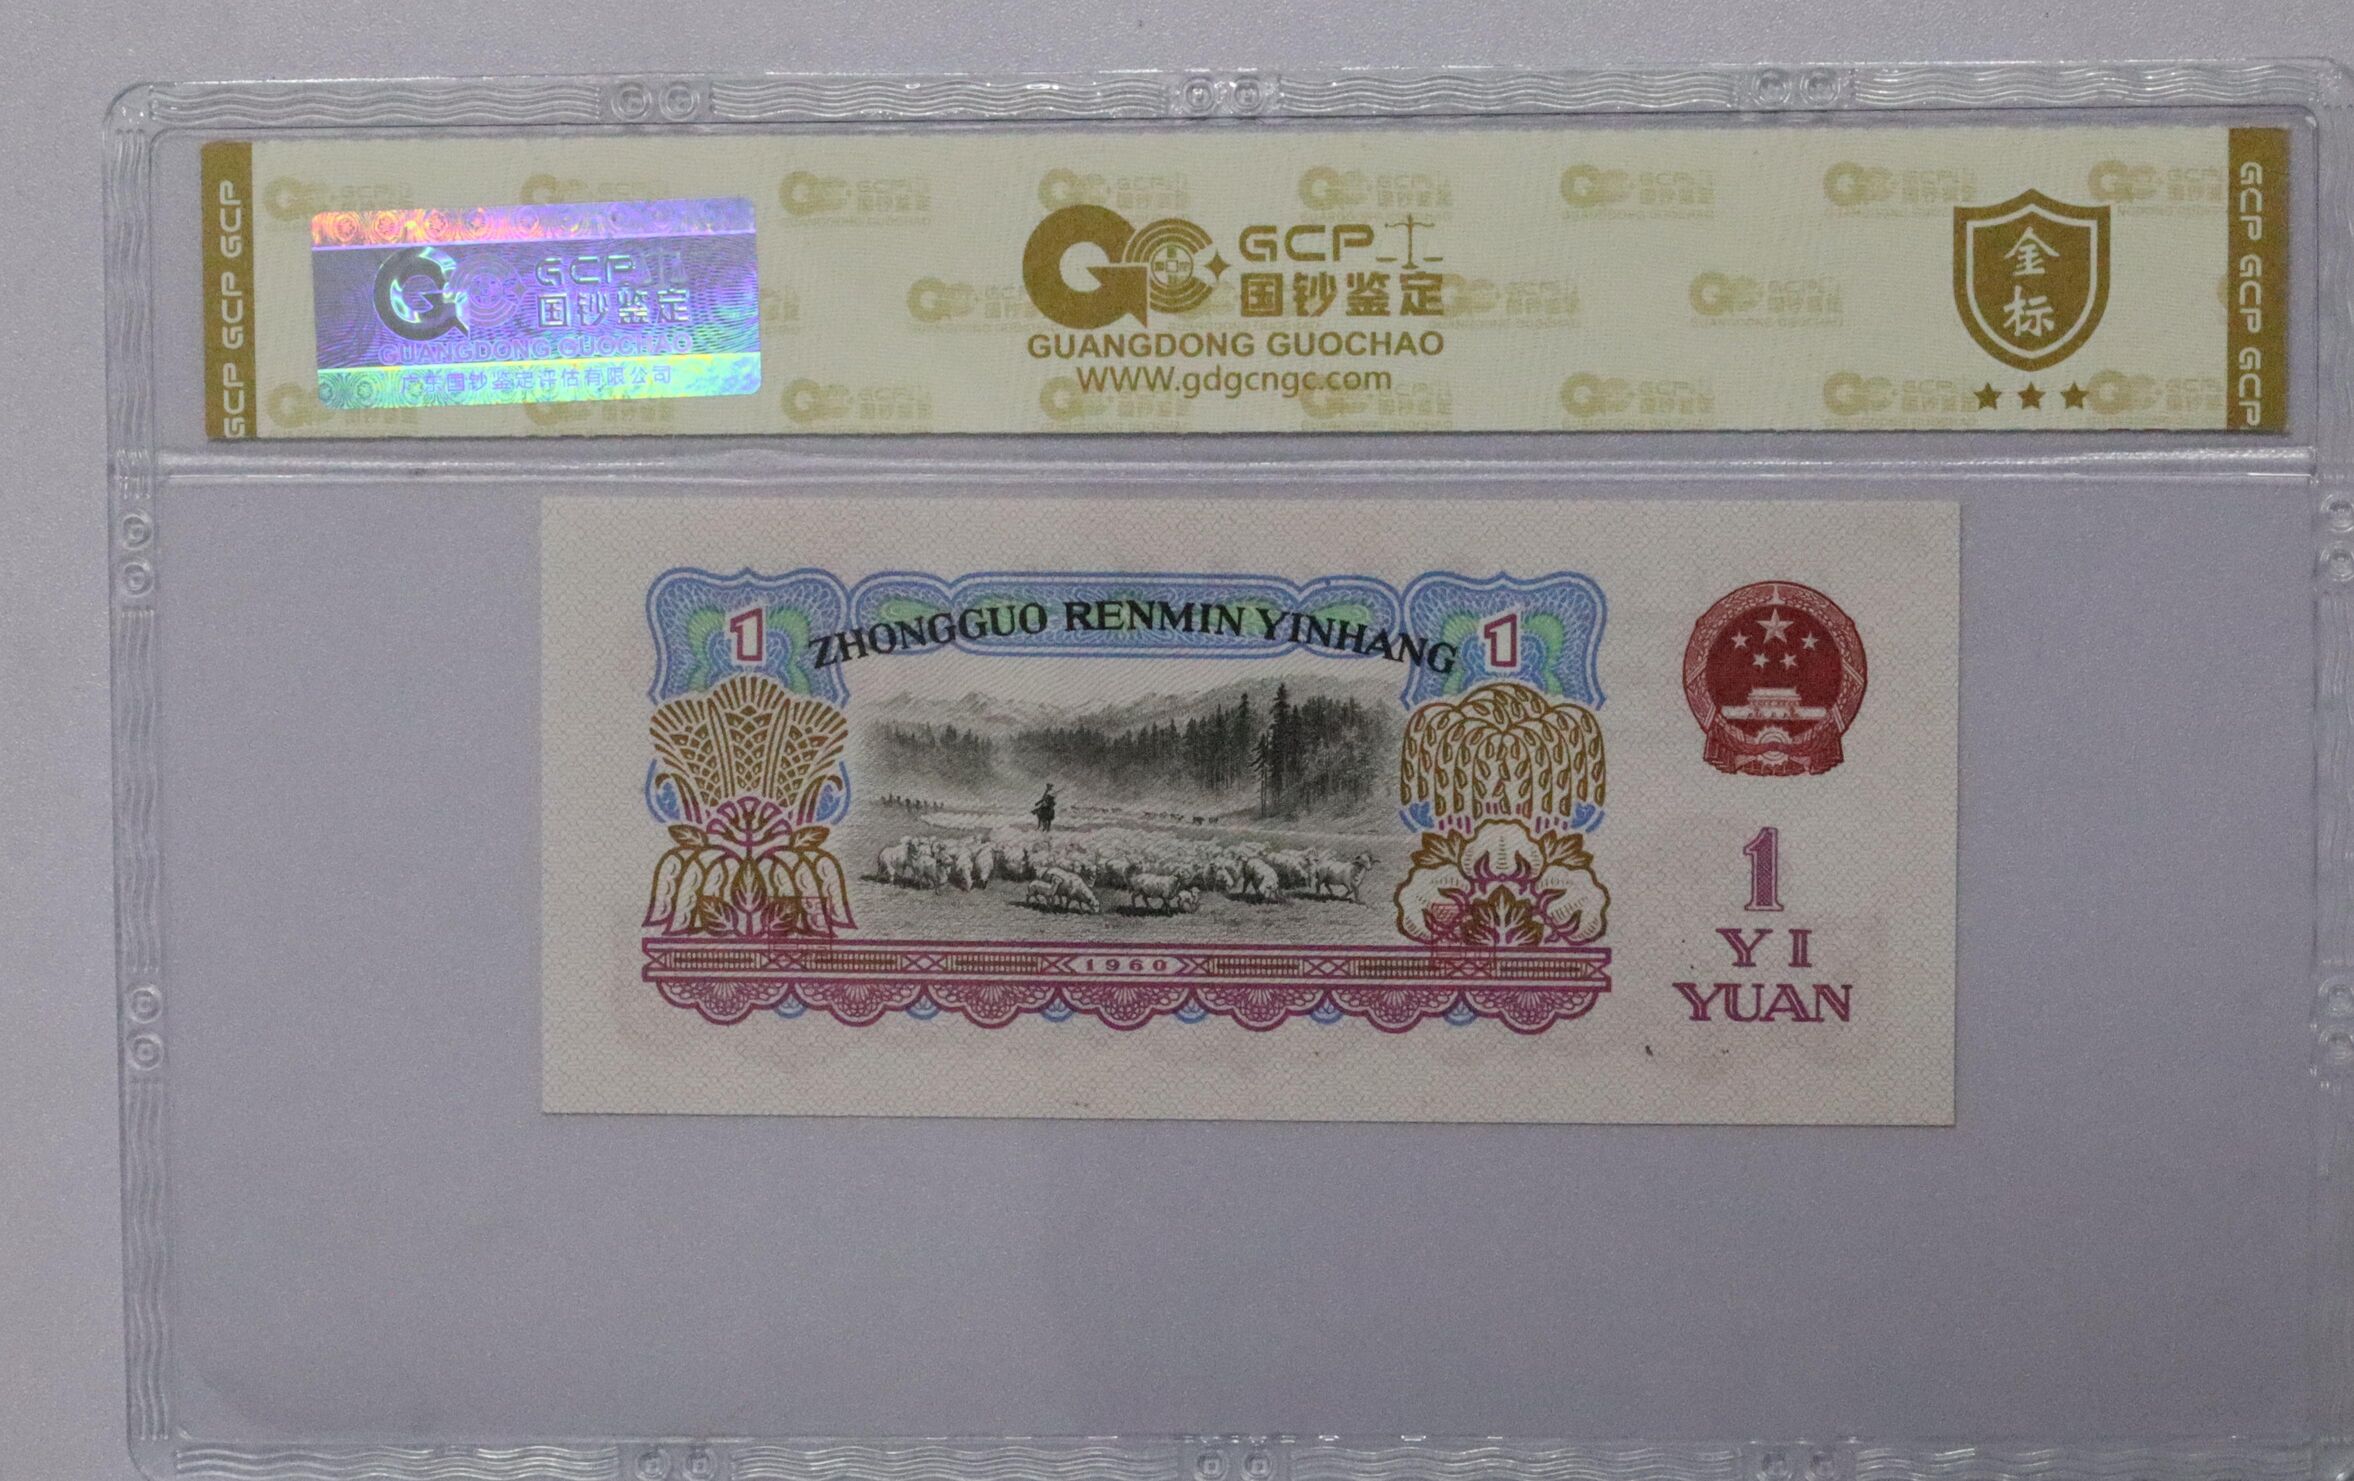 GCP GCP GCP GCP
GCP 国钞鉴定
GUANGDONG GUOCHAO
广东国钞鉴定评估有限公司
GCP
国钞鉴定
GUANGDONG GUOCHAO
WWW.gdgcngc.com
金标
GCP GCP GCP
1 ZHONGGUO RENMIN YINHANG 1
1960
1
YI
YUAN